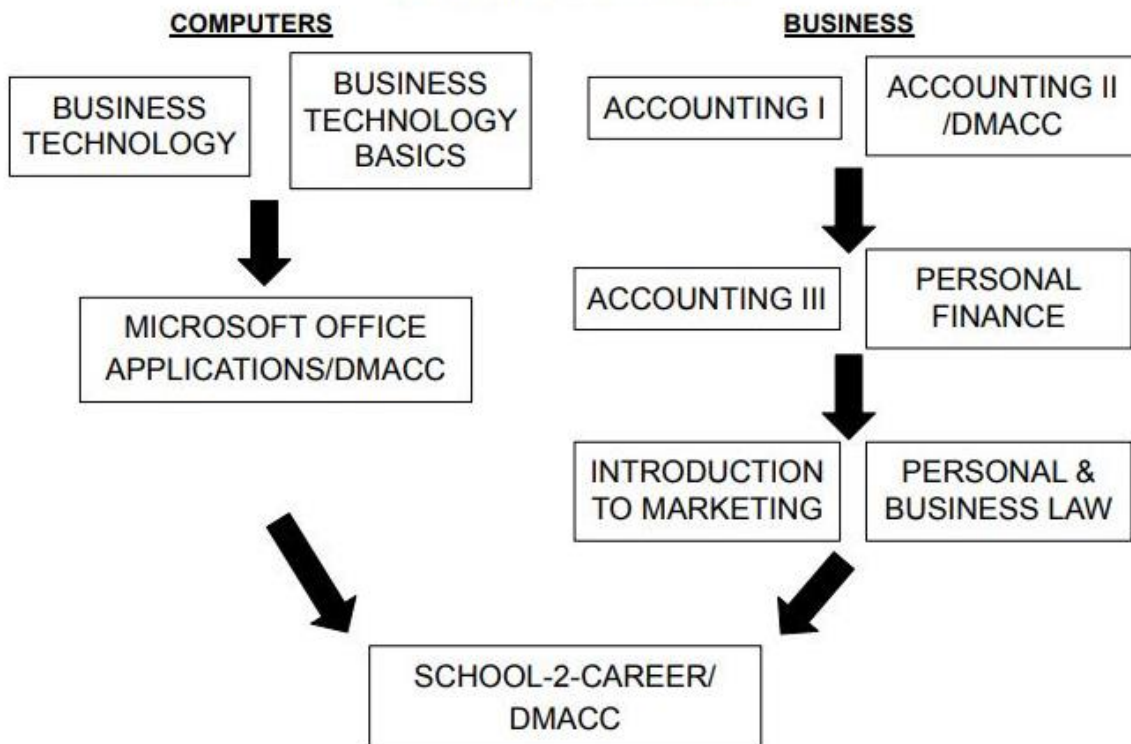 COMPUTERS
BUSINESS
TECHNOLOGY
BUSINESS
TECHNOLOGY
BASICS
MICROSOFT OFFICE
APPLICATIONS/DMACC
BUSINESS
ACCOUNTING I
ACCOUNTING II
/DMACC
ACCOUNTING III
PERSONAL
FINANCE
INTRODUCTION
TO MARKETING
PERSONAL &
BUSINESS LAW
SCHOOL-2-CAREER/
DMACC